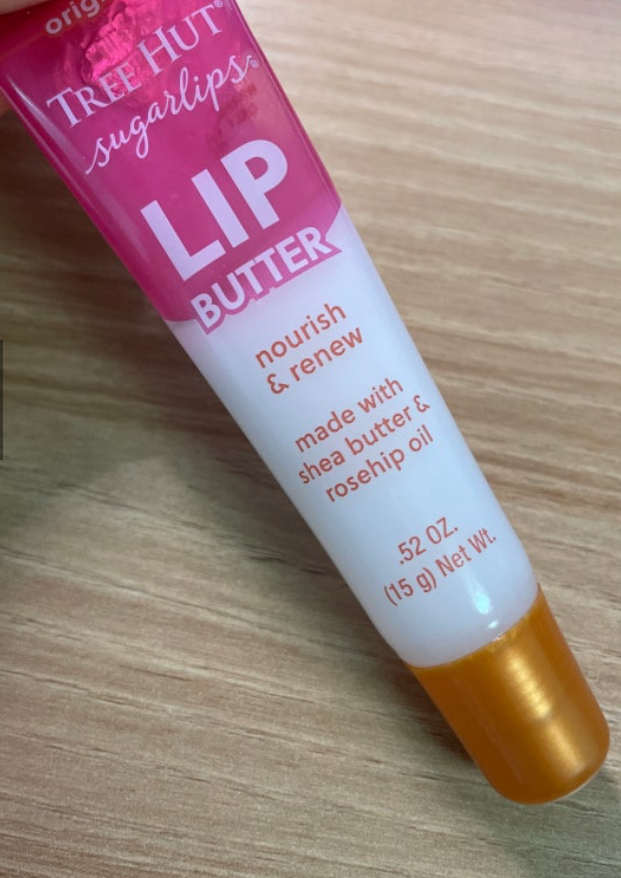 TREE HUT®
sugarlips®
LIP
BUTTER
nourish
& renew
made with
shea butter &
rosehip oil
.52 OZ.
(15 g) Net Wt.